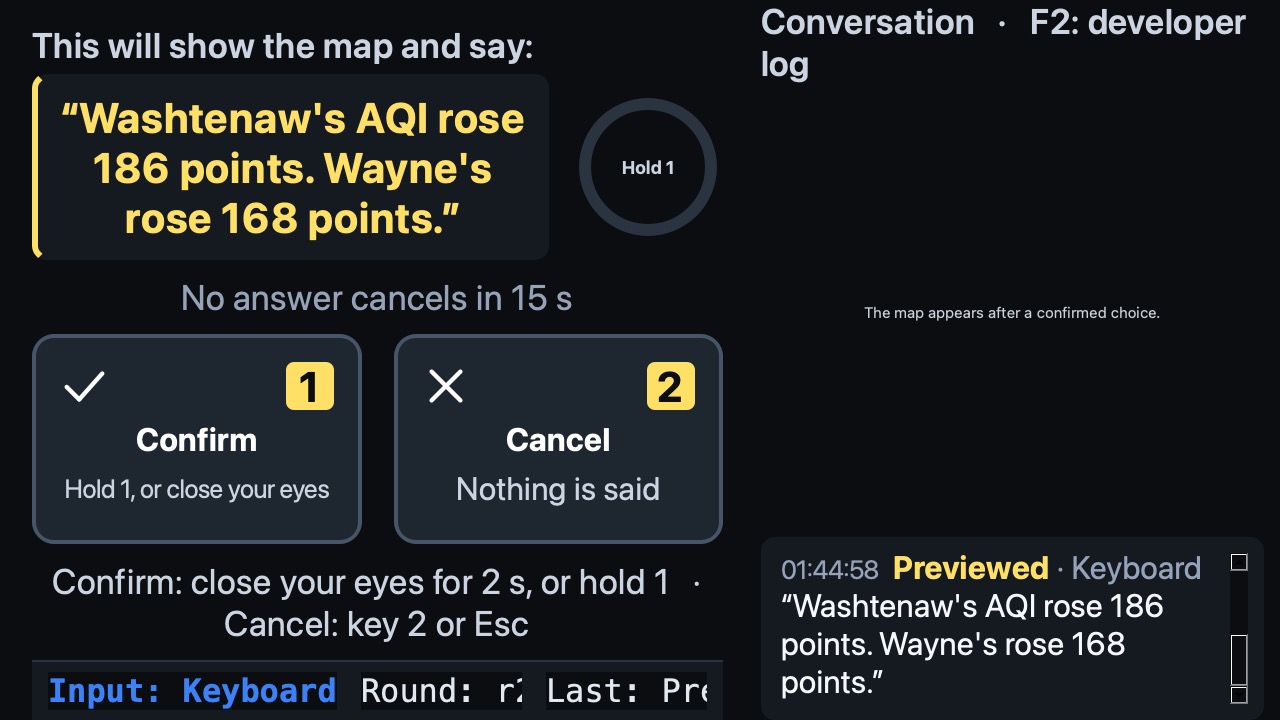 This will show the map and say:
“Washtenaw's AQI rose
186 points. Wayne's
rose 168 points.”
Hold 1
No answer cancels in 15 s
1
Confirm
Hold 1, or close your eyes
2
Cancel
Nothing is said
Confirm: close your eyes for 2 s, or hold 1 ·
Cancel: key 2 or Esc
Input: Keyboard Round: r2 Last: Pre
Conversation · F2: developer
log
The map appears after a confirmed choice.
01:44:58 Previewed · Keyboard
“Washtenaw's AQI rose 186
points. Wayne's rose 168
points.”